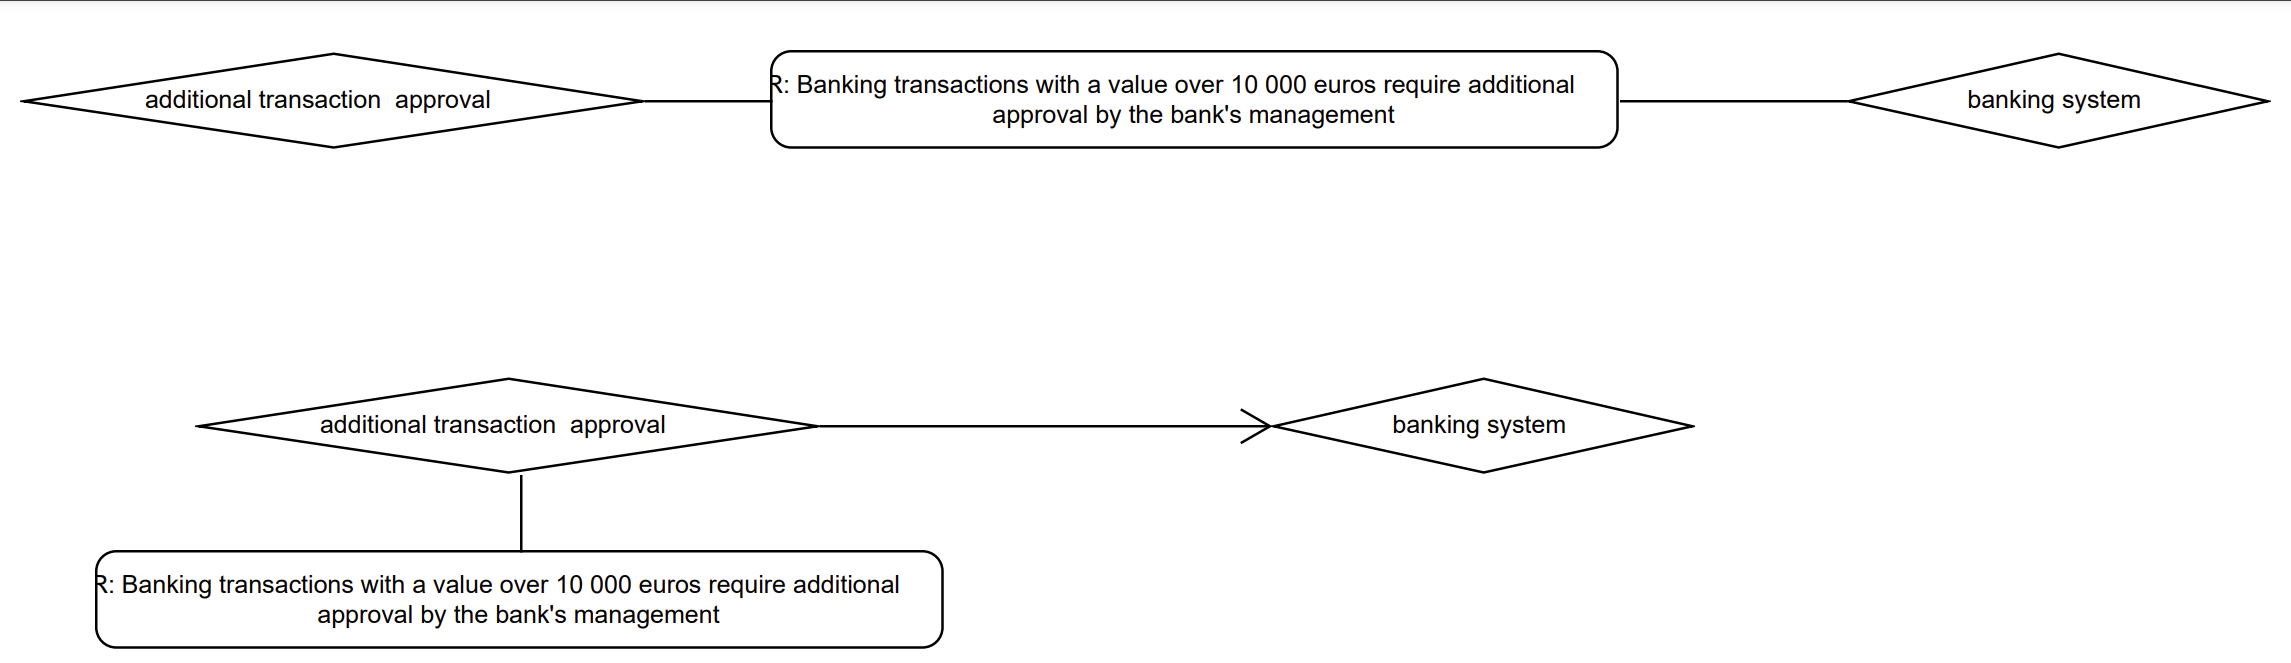 additional transaction  approval
R: Banking transactions with a value over 10 000 euros require additional
approval by the bank's management
banking system
additional transaction  approval
banking system
R: Banking transactions with a value over 10 000 euros require additional
approval by the bank's management